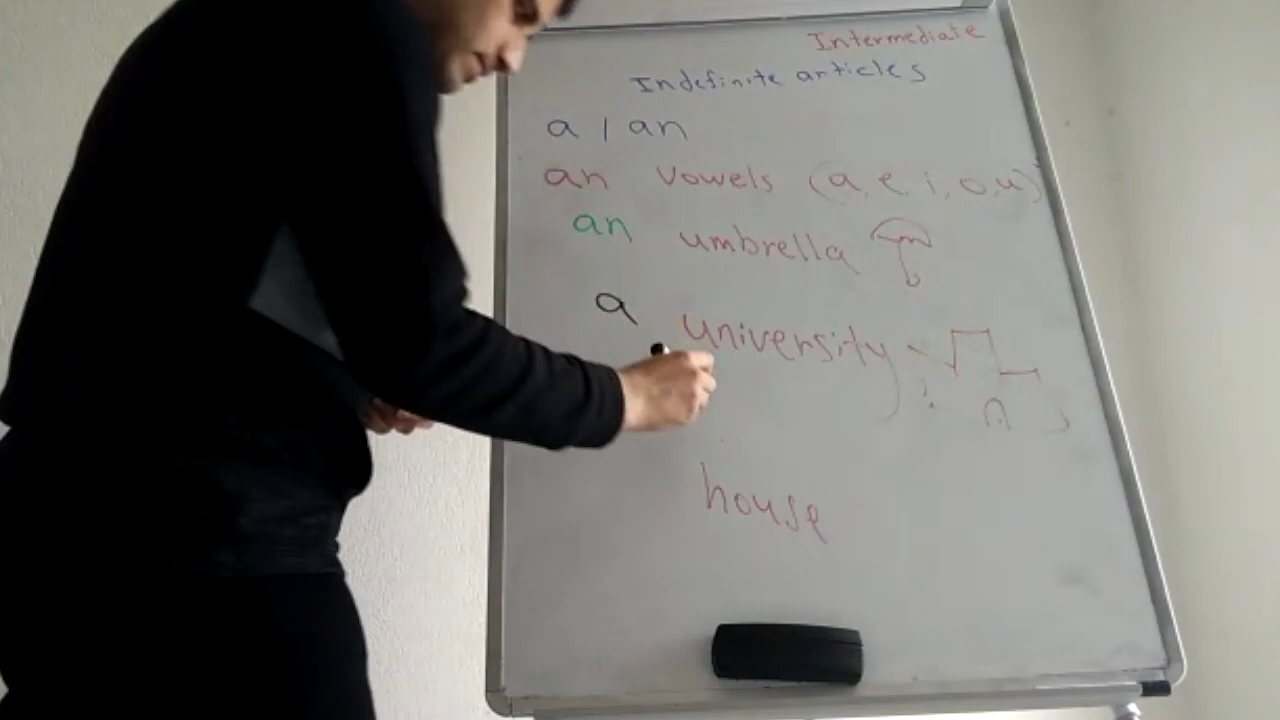 Intermediate
Indefinite articles
a / an
an vowels (a, e, i, o, u)
an umbrella
a university
house